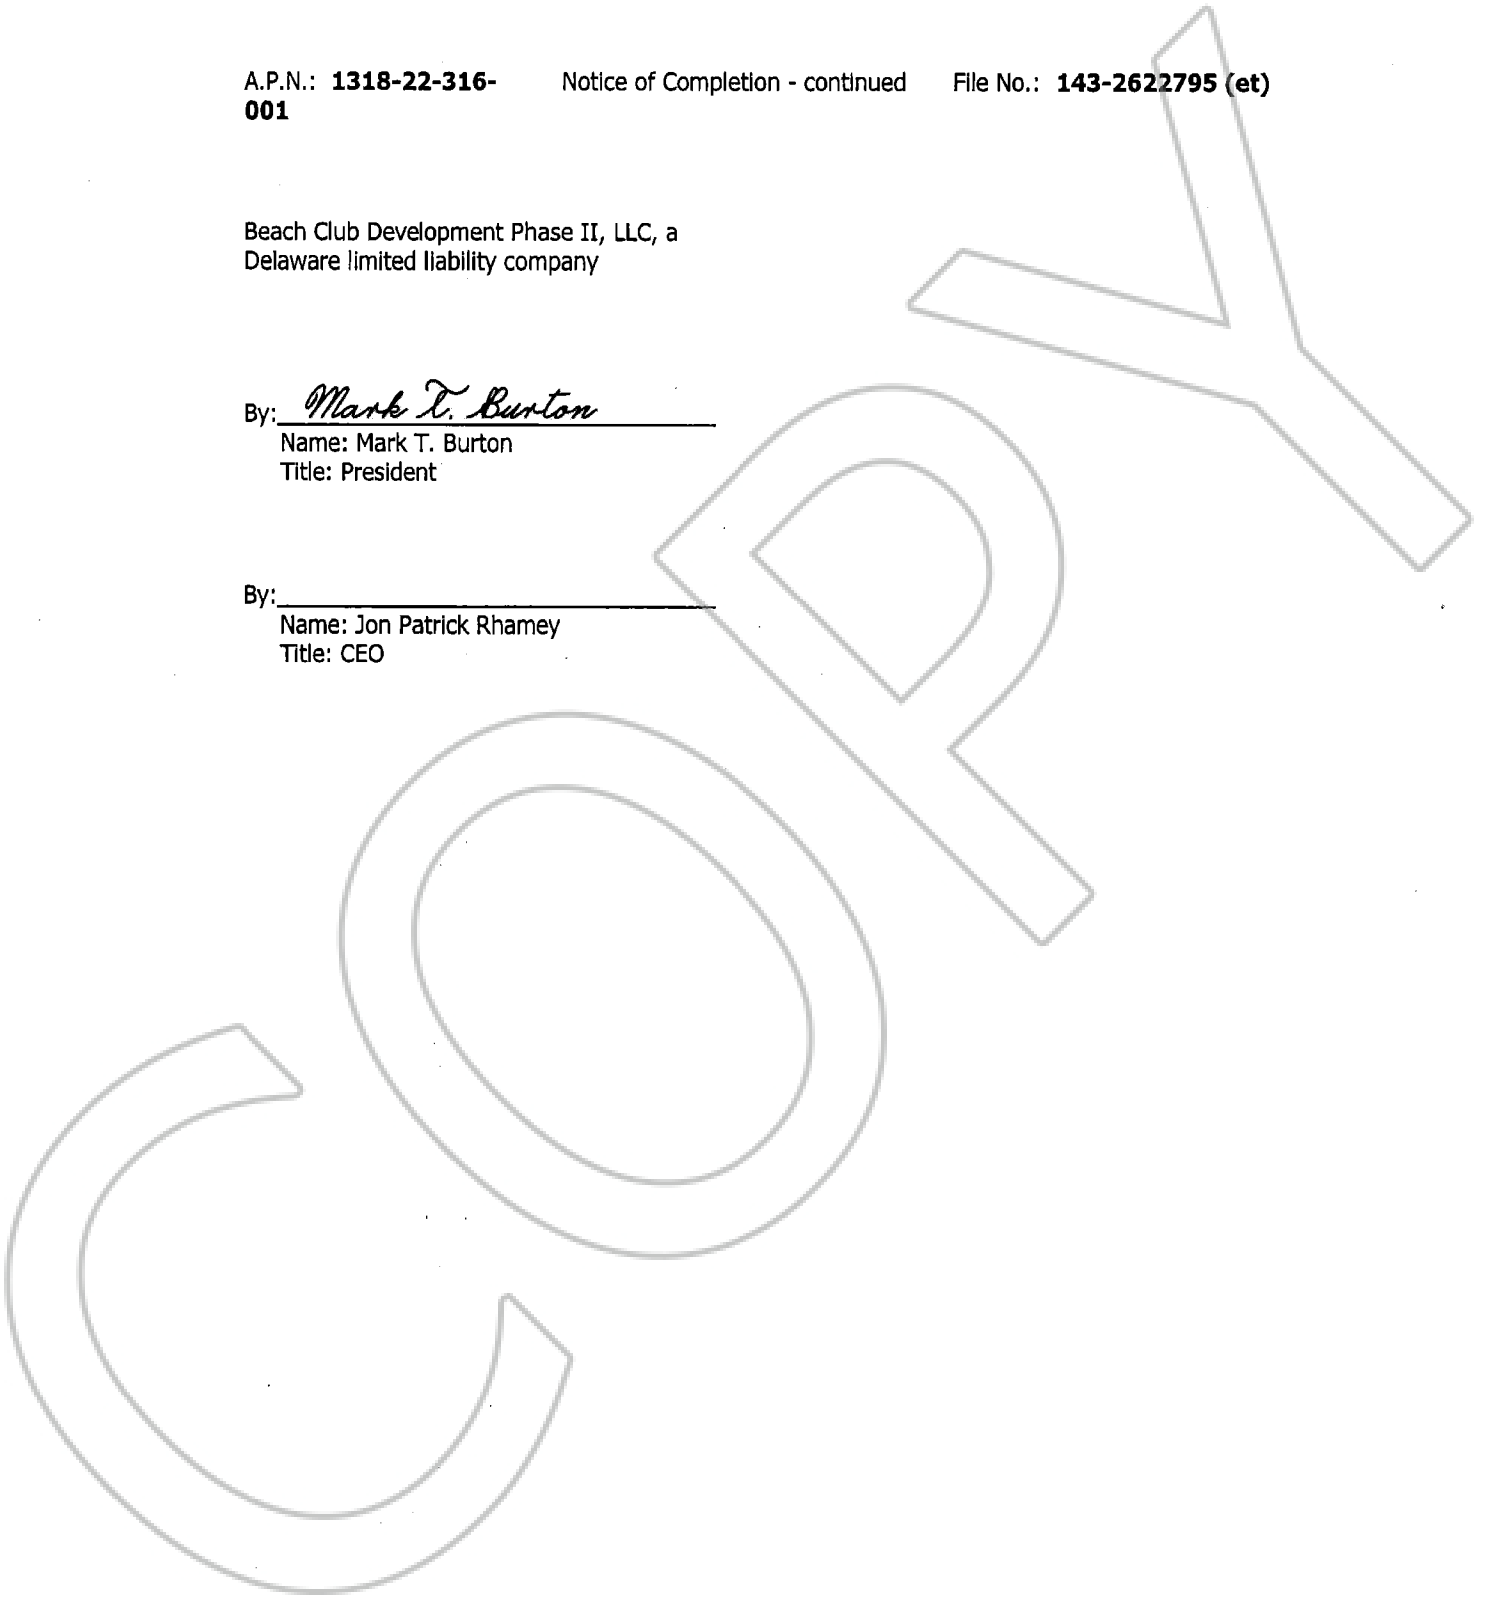 A.P.N.: 1318-22-316-001 Notice of Completion - continued File No.: 143-2622795 (et)
Beach Club Development Phase II, LLC, a
Delaware limited liability company
By: Mark T. Burton
Name: Mark T. Burton
Title: President
By:
Name: Jon Patrick Rhamey
Title: CEO
COPY